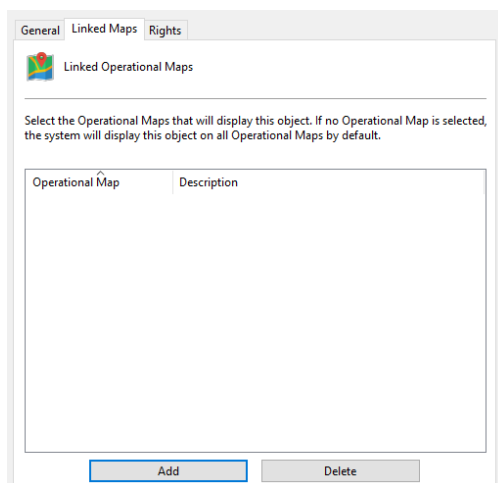 General Linked Maps Rights
Linked Operational Maps
Select the Operational Maps that will display this object. If no Operational Map is selected,
the system will display this object on all Operational Maps by default.
Operational Map Description
Add Delete